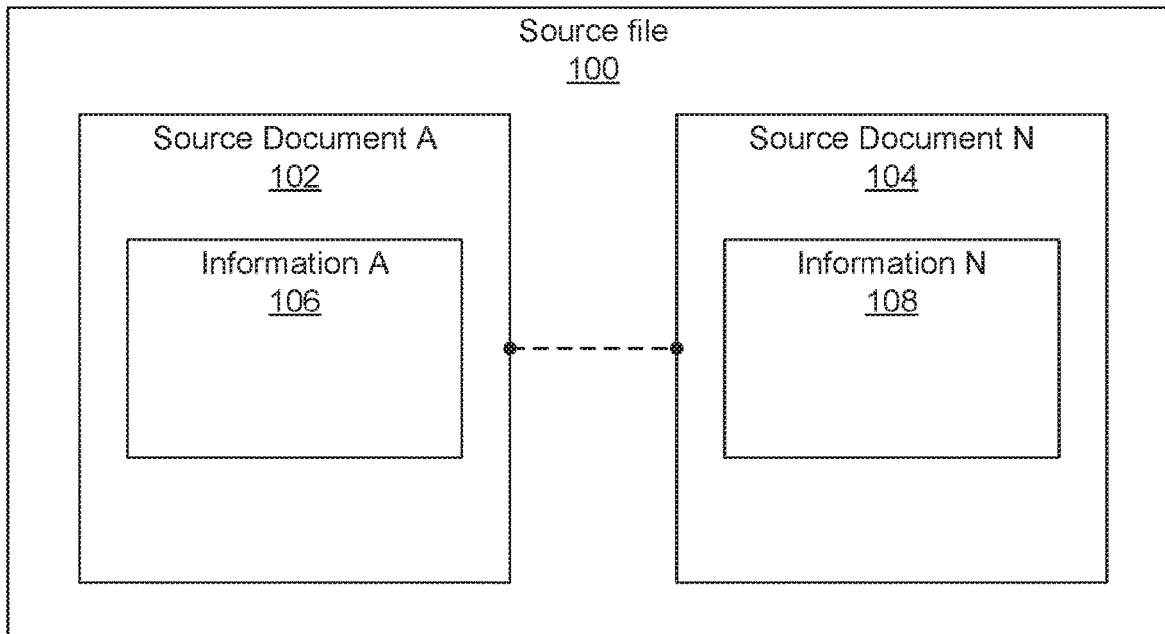 Source file
100
Source Document A
102
Source Document N
104
Information A
106
Information N
108